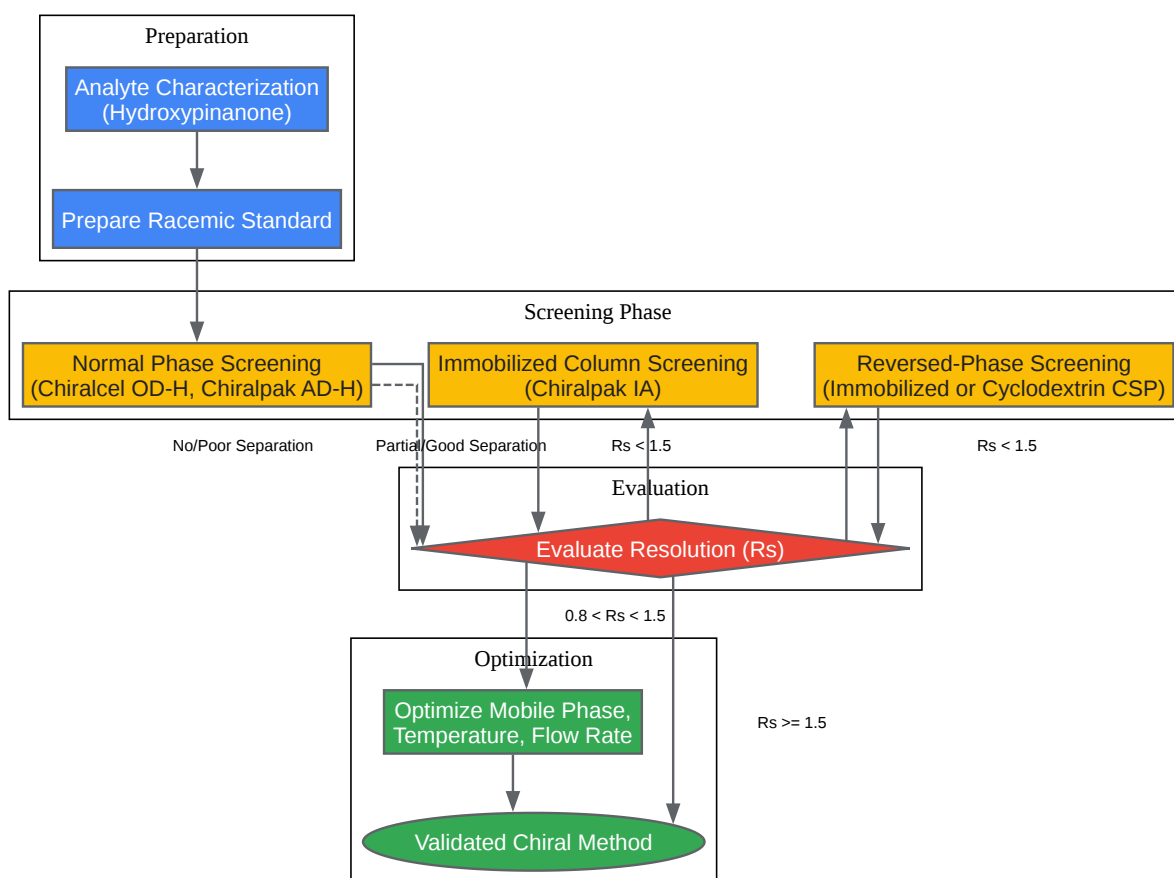 Preparation
Analyte Characterization
(Hydroxypinanone)
Prepare Racemic Standard
Screening Phase
Normal Phase Screening
(Chiralcel OD-H, Chiralpak AD-H)
Immobilized Column Screening
(Chiralpak IA)
Reversed-Phase Screening
(Immobilized or Cyclodextrin CSP)
No/Poor Separation
Partial/Good Separation
Rs < 1.5
Rs < 1.5
Evaluation
Evaluate Resolution (Rs)
0.8 < Rs < 1.5
Optimization
Optimize Mobile Phase,
Temperature, Flow Rate
Rs >= 1.5
Validated Chiral Method